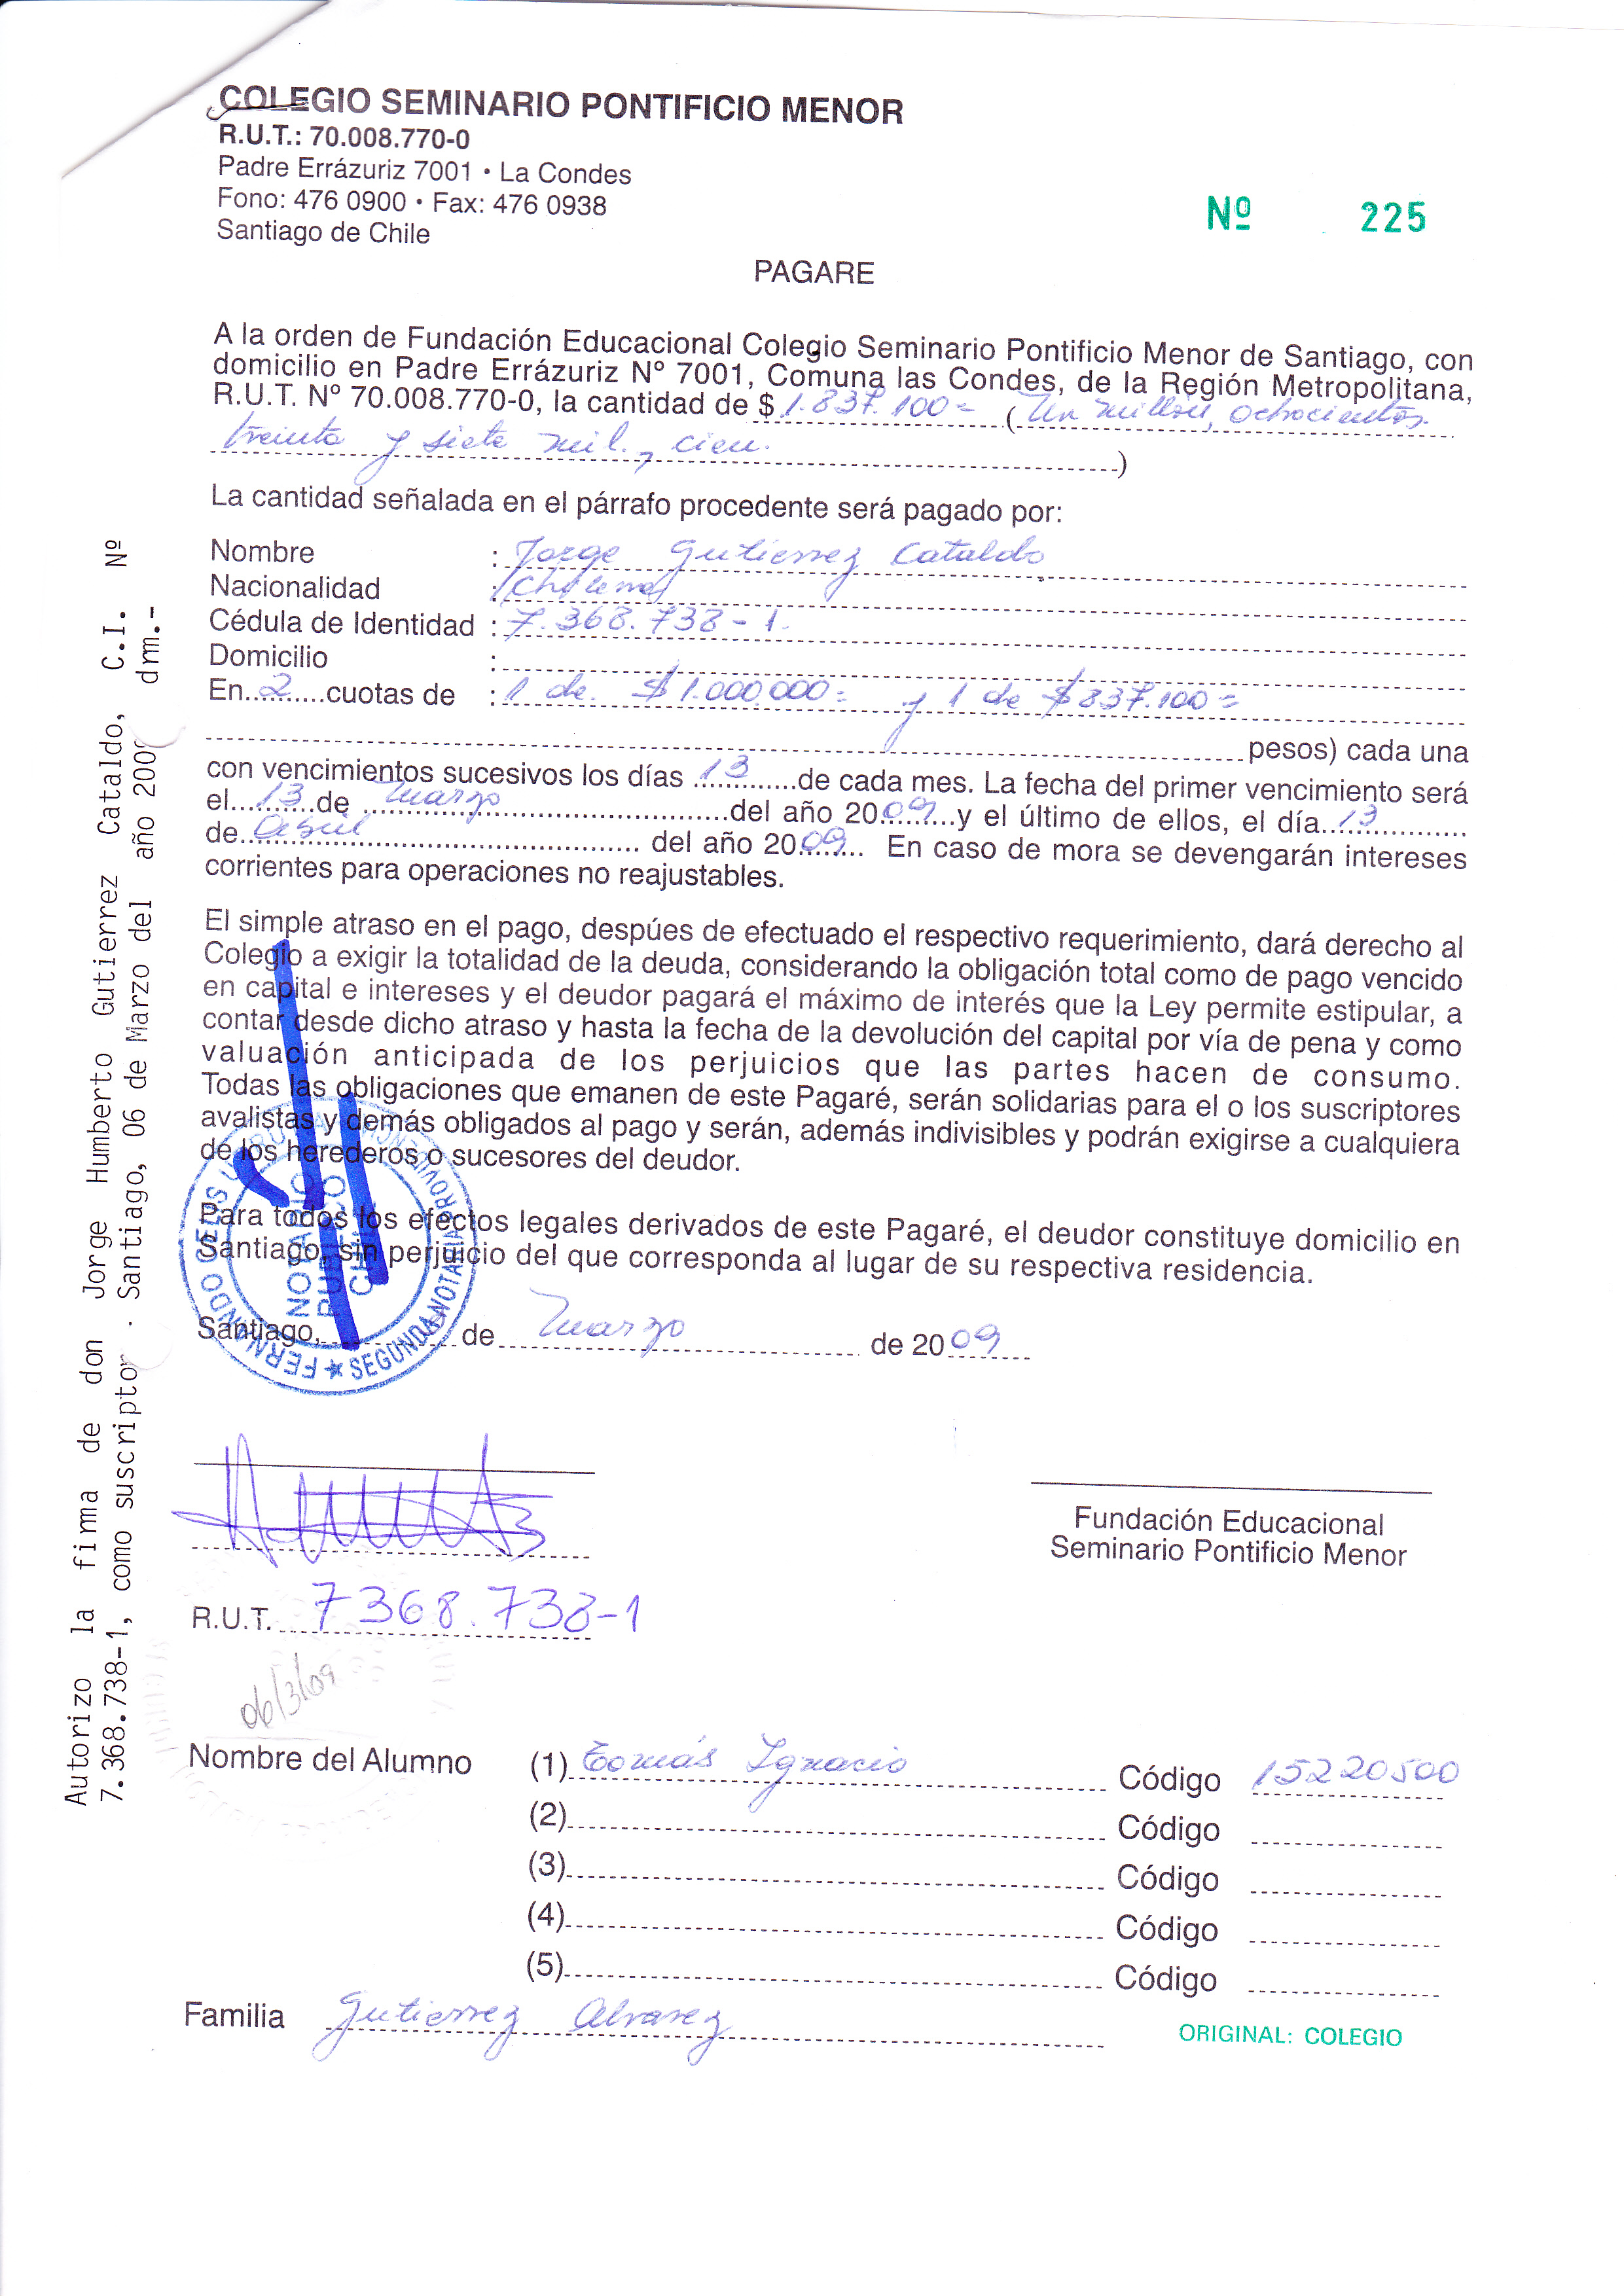 COLEGIO SEMINARIO PONTIFICIO MENOR
R.U.T.: 70.008.770-0
Padre Errázuriz 7001 • La Condes
Fono: 476 0900 • Fax: 476 0938
Santiago de Chile
Nº 225
PAGARE
A la orden de Fundación Educacional Colegio Seminario Pontificio Menor de Santiago, con
domicilio en Padre Errázuriz Nº 7001, Comuna las Condes, de la Región Metropolitana,
R.U.T. Nº 70.008.770-0, la cantidad de $ 1.837.100= (Un millón, ochocientos
treinta y siete mil, cien.)
La cantidad señalada en el párrafo procedente será pagado por:
Nombre : Jorge Gutierrez Cataldo
Nacionalidad : Chilena
Cédula de Identidad : 7.368.738-1.
Domicilio :
En 2 cuotas de : 1 de $1.000.000= y 1 de $837.100=
pesos) cada una
con vencimientos sucesivos los días 13 de cada mes. La fecha del primer vencimiento será
el 13 de marzo del año 2009 y el último de ellos, el día 13
de Abril del año 2009 En caso de mora se devengarán intereses
corrientes para operaciones no reajustables.
El simple atraso en el pago, despúes de efectuado el respectivo requerimiento, dará derecho al
Colegio a exigir la totalidad de la deuda, considerando la obligación total como de pago vencido
en capital e intereses y el deudor pagará el máximo de interés que la Ley permite estipular, a
contar desde dicho atraso y hasta la fecha de la devolución del capital por vía de pena y como
valuación anticipada de los perjuicios que las partes hacen de consumo.
Todas las obligaciones que emanen de este Pagaré, serán solidarias para el o los suscriptores
avalistas y demás obligados al pago y serán, además indivisibles y podrán exigirse a cualquiera
de los herederos o sucesores del deudor.
Para todos los efectos legales derivados de este Pagaré, el deudor constituye domicilio en
Santiago, sin perjuicio del que corresponda al lugar de su respectiva residencia.
Santiago, de marzo de 2009
NOTARIO
PUBLICO
CHILE
FERNANDO CELIS URRUTIA
SEGUNDA NOTARIA PROVIDENCIA
Fundación Educacional
Seminario Pontificio Menor
R.U.T. 7368.738-1
06/3/09
Nombre del Alumno (1) Tomás Ignacio Código 15220500
(2) Código
(3) Código
(4) Código
(5) Código
Familia Gutierrez Alvarez
ORIGINAL: COLEGIO
Autorizo la firma de don Jorge Humberto Gutierrez Cataldo, C.I. Nº
7.368.738-1, como suscriptor. Santiago, 06 de Marzo del año 200
drm.-